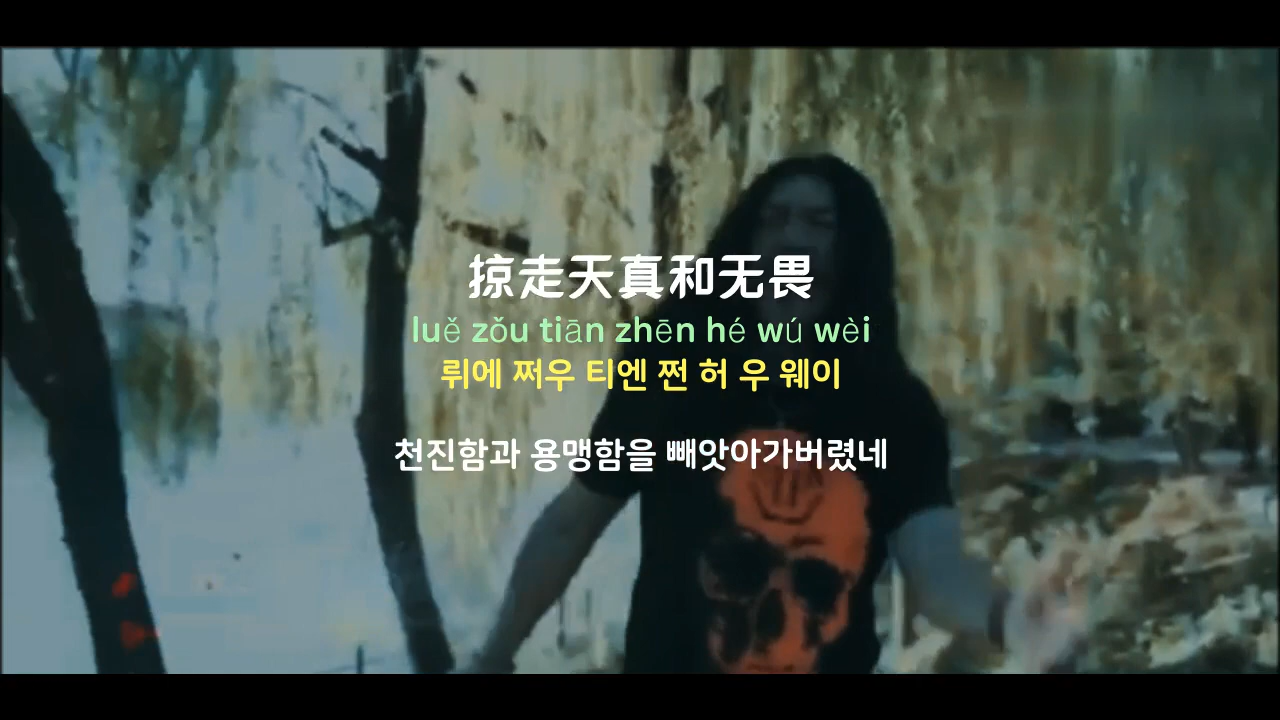 掠走天真和无畏
luě zǒu tiān zhēn hé wú wèi
뤼에 쩌우 티엔 쩐 허 우 웨이
천진함과 용맹함을 빼앗아가버렸네